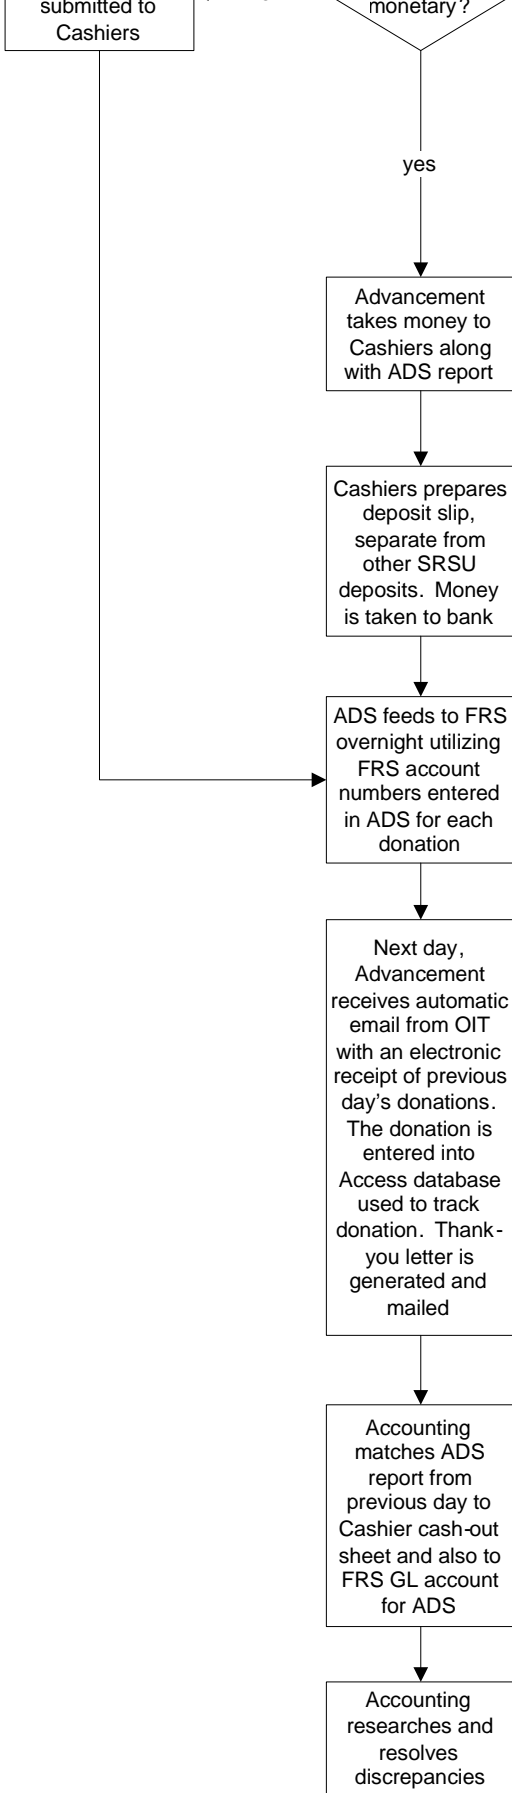 submitted to
Cashiers
monetary?
yes
Advancement
takes money to
Cashiers along
with ADS report
Cashiers prepares
deposit slip,
separate from
other SRSU
deposits. Money
is taken to bank
ADS feeds to FRS
overnight utilizing
FRS account
numbers entered
in ADS for each
donation
Next day,
Advancement
receives automatic
email from OIT
with an electronic
receipt of previous
day's donations.
The donation is
entered into
Access database
used to track
donation. Thank-
you letter is
generated and
mailed
Accounting
matches ADS
report from
previous day to
Cashier cash-out
sheet and also to
FRS GL account
for ADS
Accounting
researches and
resolves
discrepancies